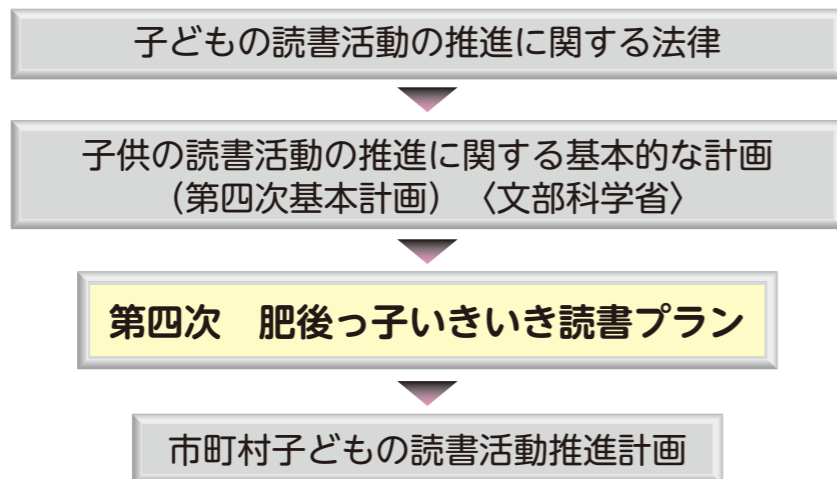 子どもの読書活動の推進に関する法律
子供の読書活動の推進に関する基本的な計画
（第四次基本計画）〈文部科学省〉
第四次　肥後っ子いきいき読書プラン
市町村子どもの読書活動推進計画